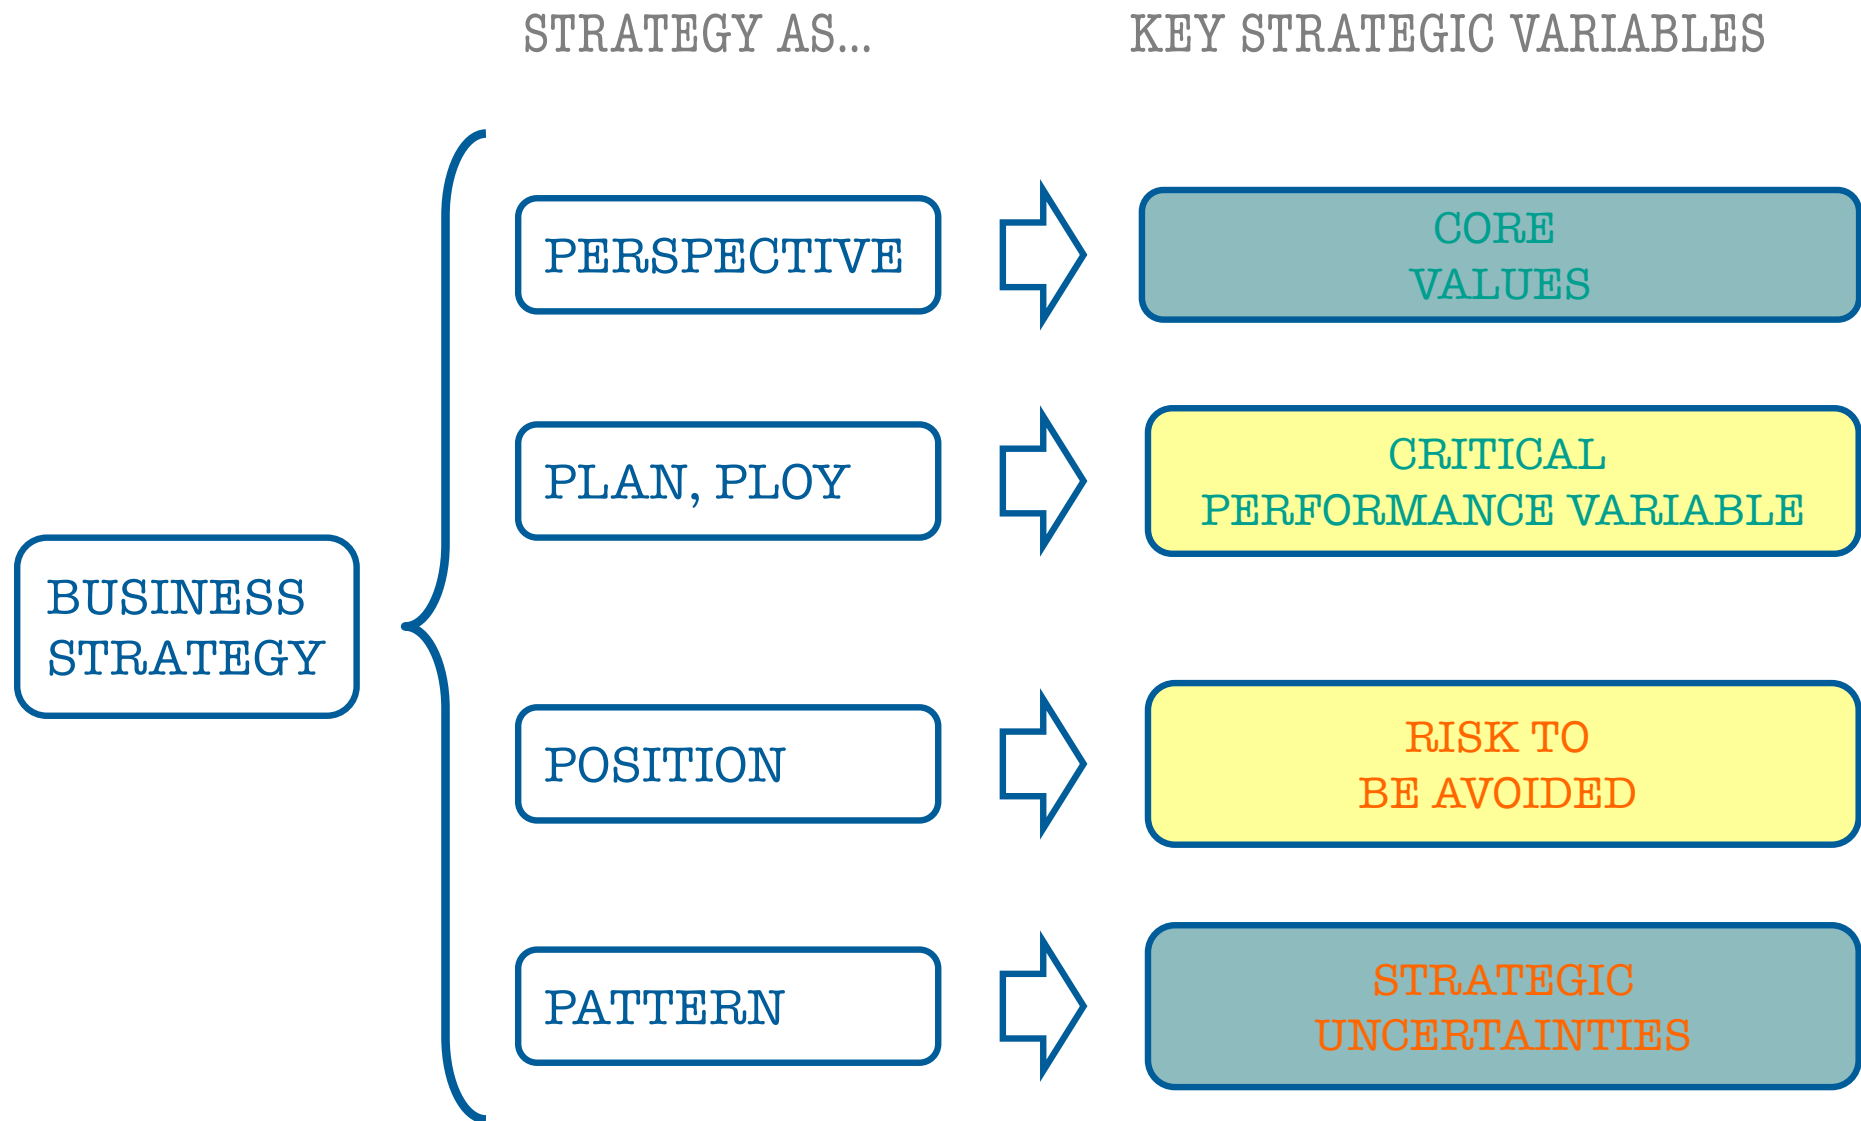 STRATEGY AS...
KEY STRATEGIC VARIABLES
BUSINESS
STRATEGY
PERSPECTIVE
CORE
VALUES
PLAN, PLOY
CRITICAL
PERFORMANCE VARIABLE
POSITION
RISK TO
BE AVOIDED
PATTERN
STRATEGIC
UNCERTAINTIES